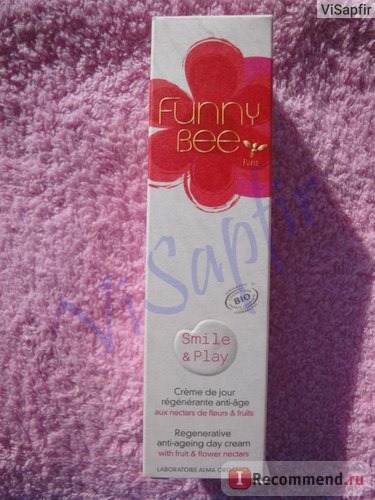 ViSapfir
Funny
Bee
Paris
BIO
Smile
& Play
Crème de jour
régénérante anti-âge
aux nectars de fleurs & fruits
Regenerative
anti-ageing day cream
with fruit & flower nectars
LABORATOIRE ALMA ORGANIC
ViSapfir
iRecommend.ru